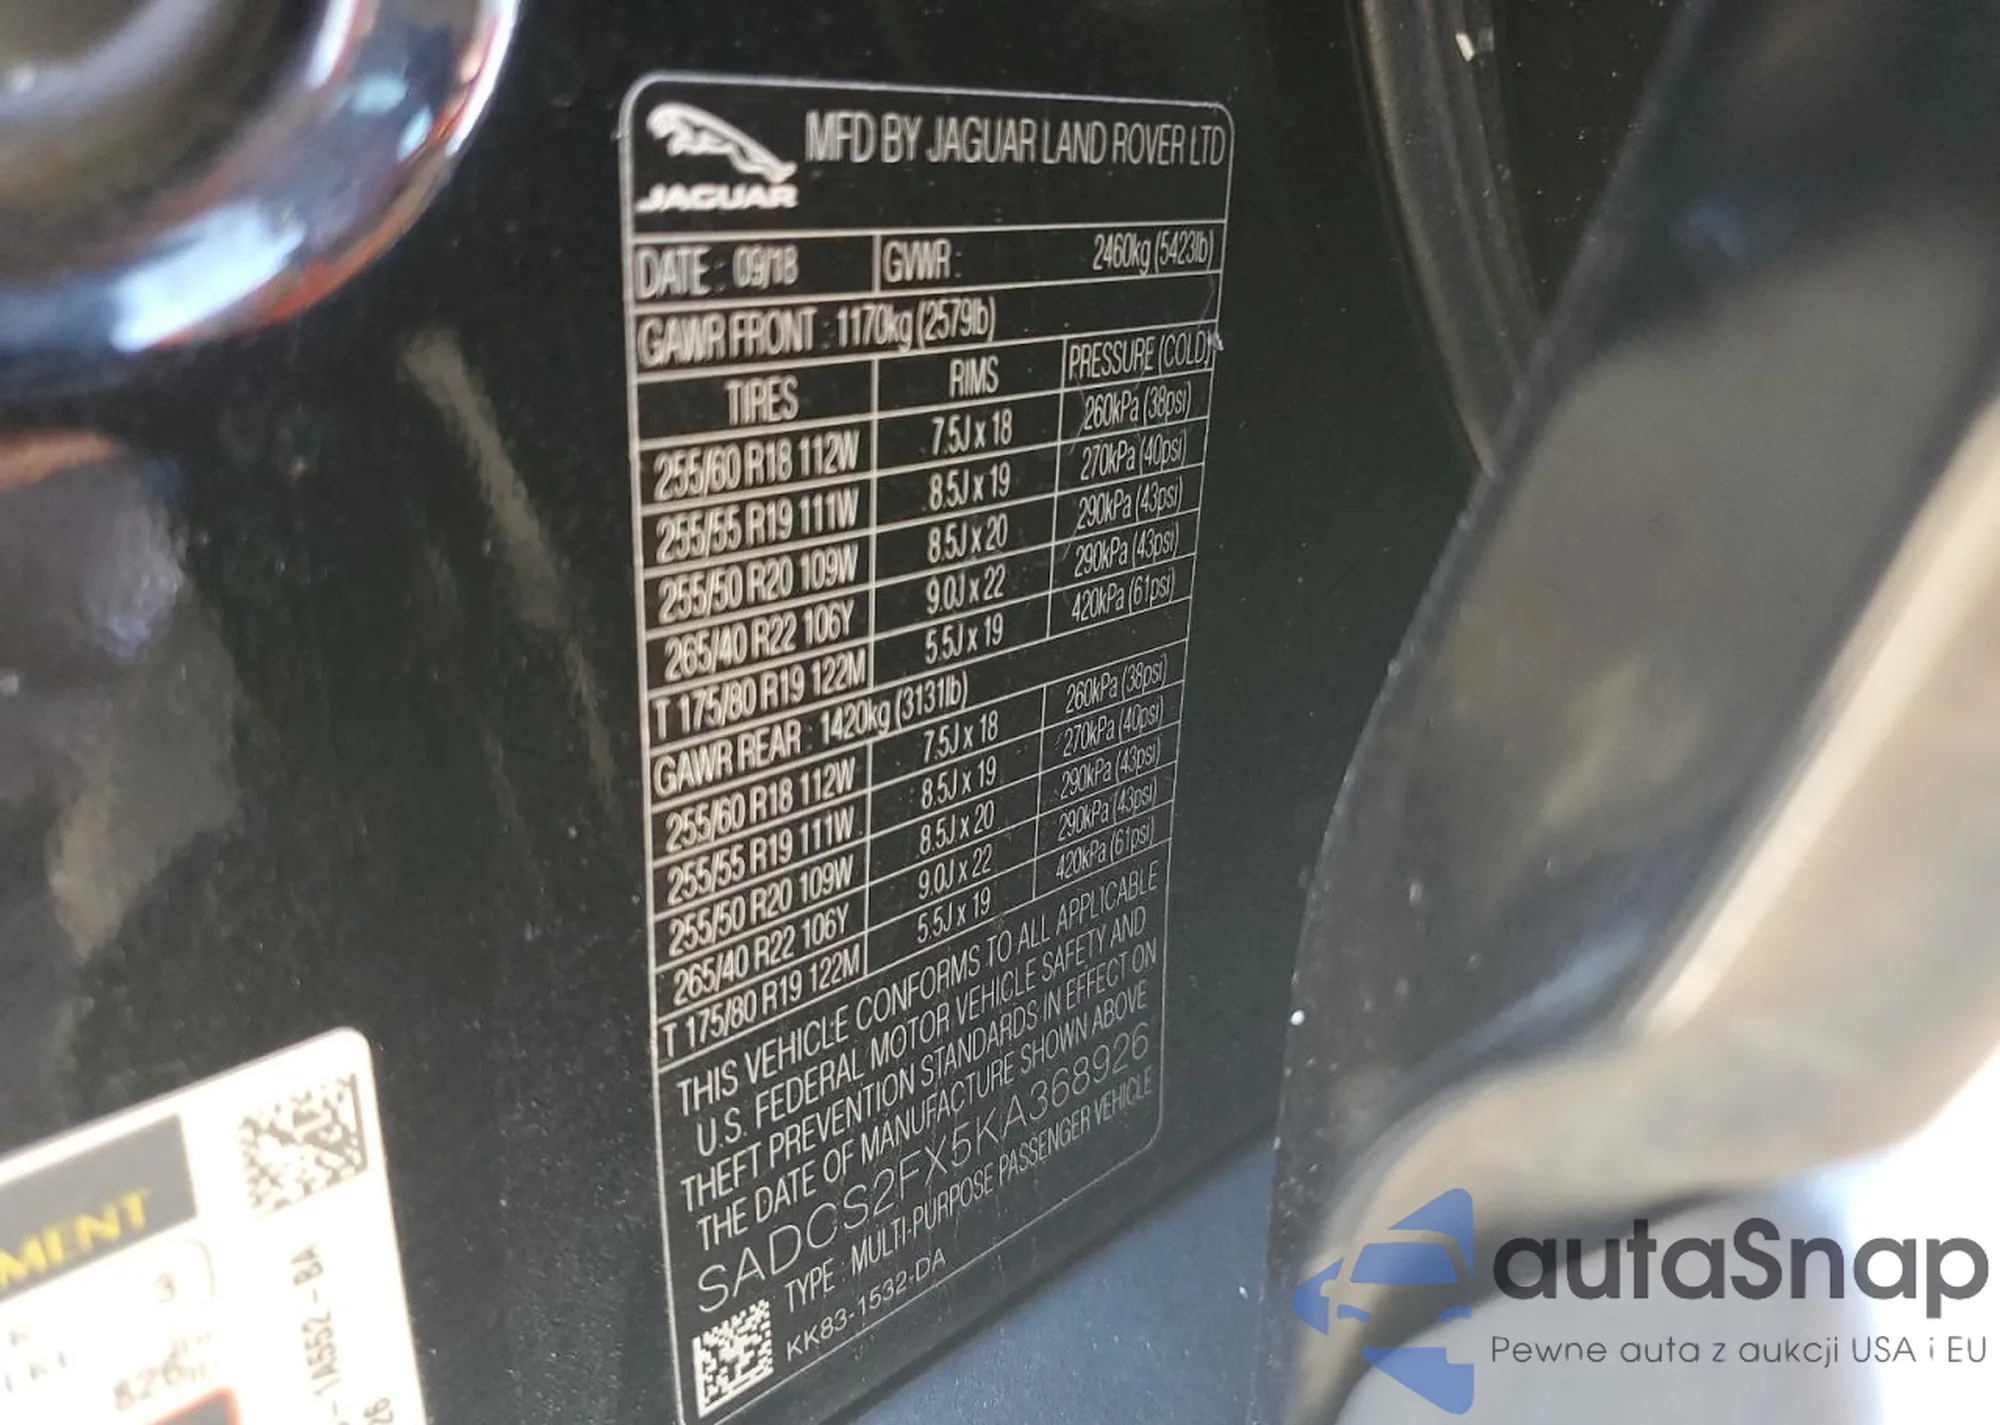 JAGUAR
MFD BY JAGUAR LAND ROVER LTD
DATE : 09/18 GVWR : 2460kg (5423lb)
GAWR FRONT : 1170kg (2579lb)
TIRES RIMS PRESSURE (COLD)
255/60 R18 112W 7.5J x 18 260kPa (38psi)
255/55 R19 111W 8.5J x 19 270kPa (40psi)
255/50 R20 109W 8.5J x 20 290kPa (43psi)
265/40 R22 106Y 9.0J x 22 290kPa (43psi)
T 175/80 R19 122M 5.5J x 19 420kPa (61psi)
GAWR REAR : 1420kg (3131lb)
255/60 R18 112W 7.5J x 18 260kPa (38psi)
255/55 R19 111W 8.5J x 19 270kPa (40psi)
255/50 R20 109W 8.5J x 20 290kPa (43psi)
265/40 R22 106Y 9.0J x 22 290kPa (43psi)
T 175/80 R19 122M 5.5J x 19 420kPa (61psi)
THIS VEHICLE CONFORMS TO ALL APPLICABLE
U.S. FEDERAL MOTOR VEHICLE SAFETY AND
THEFT PREVENTION STANDARDS IN EFFECT ON
THE DATE OF MANUFACTURE SHOWN ABOVE
SADCS2FX5KA368926
TYPE : MULTI-PURPOSE PASSENGER VEHICLE
KK83-1532-DA
MENT
-1A552-BA
autaSnap
Pewne auta z aukcji USA i EU